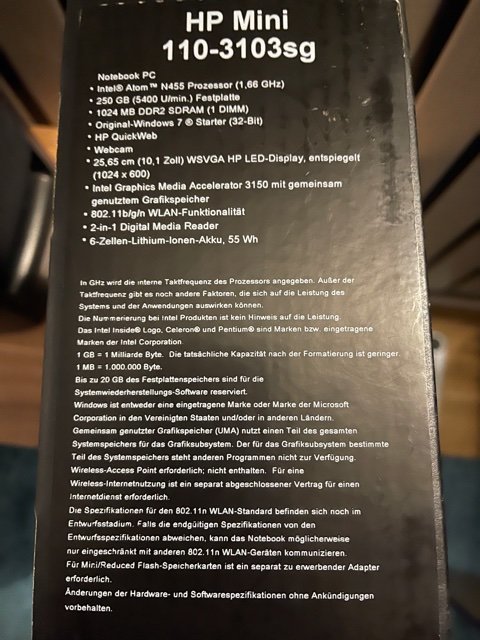 HP Mini
110-3103sg
Notebook PC
• Intel® Atom™ N455 Prozessor (1,66 GHz)
• 250 GB (5400 U/min.) Festplatte
• 1024 MB DDR2 SDRAM (1 DIMM)
• Original-Windows 7 ® Starter (32-Bit)
• HP QuickWeb
• Webcam
• 25,65 cm (10,1 Zoll) WSVGA HP LED-Display, entspiegelt
(1024 x 600)
• Intel Graphics Media Accelerator 3150 mit gemeinsam
genutztem Grafikspeicher
• 802.11b/g/n WLAN-Funktionalität
• 2-in-1 Digital Media Reader
• 6-Zellen-Lithium-Ionen-Akku, 55 Wh
In GHz wird die interne Taktfrequenz des Prozessors angegeben. Außer der
Taktfrequenz gibt es noch andere Faktoren, die sich auf die Leistung des
Systems und der Anwendungen auswirken können.
Die Nummerierung bei Intel Produkten ist kein Hinweis auf die Leistung.
Das Intel Inside® Logo, Celeron® und Pentium® sind Marken bzw. eingetragene
Marken der Intel Corporation
1 GB = 1 Milliarde Byte. Die tatsächliche Kapazität nach der Formatierung ist geringer.
1 MB = 1.000.000 Byte.
Bis zu 20 GB des Festplattenspeichers sind für die
Systemwiederherstellungs-Software reserviert.
Windows ist entweder eine eingetragene Marke oder Marke der Microsoft
Corporation in den Vereinigten Staaten und/oder in anderen Ländern.
Gemeinsam genutzter Grafikspeicher (UMA) nutzt einen Teil des gesamten
Systemspeichers für das Grafiksubsystem. Der für das Grafiksubsystem bestimmte
Teil des Systemspeichers steht anderen Programmen nicht zur Verfügung.
Wireless-Access Point erforderlich; nicht enthalten. Für eine
Wireless-Internetnutzung ist ein separat abgeschlossener Vertrag für einen
Internetdienst erforderlich.
Die Spezifikationen für den 802.11n WLAN-Standard befinden sich noch im
Entwurfsstadium. Falls die endgültigen Spezifikationen von den
Entwurfsspezifikationen abweichen, kann das Notebook möglicherweise
nur eingeschränkt mit anderen 802.11n WLAN-Geräten kommunizieren.
Für Mini/Reduced Flash-Speicherkarten ist ein separat zu erwerbender Adapter
erforderlich.
Änderungen der Hardware- und Softwarespezifikationen ohne Ankündigungen
vorbehalten.